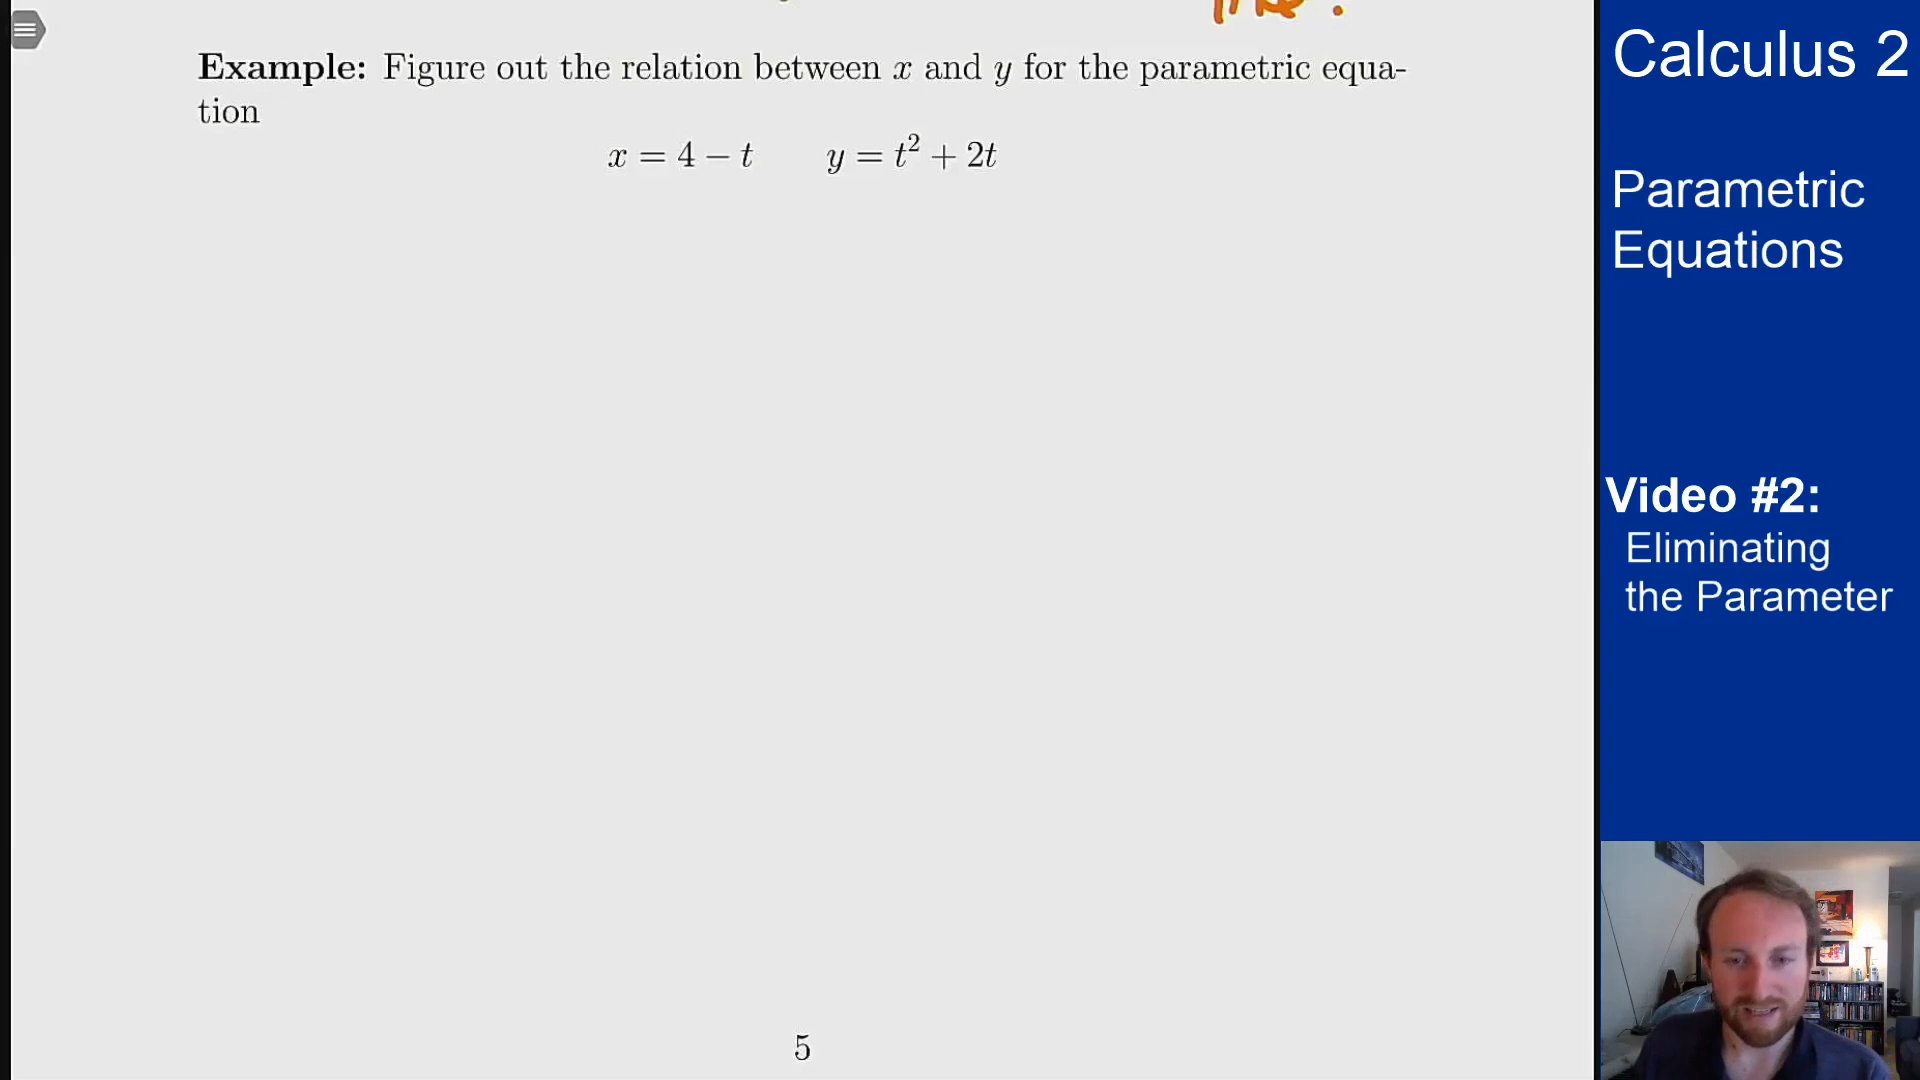 like.
Example: Figure out the relation between x and y for the parametric equa-
tion
x = 4 − t y = t² + 2t
5
Calculus 2
Parametric
Equations
Video #2:
Eliminating
the Parameter